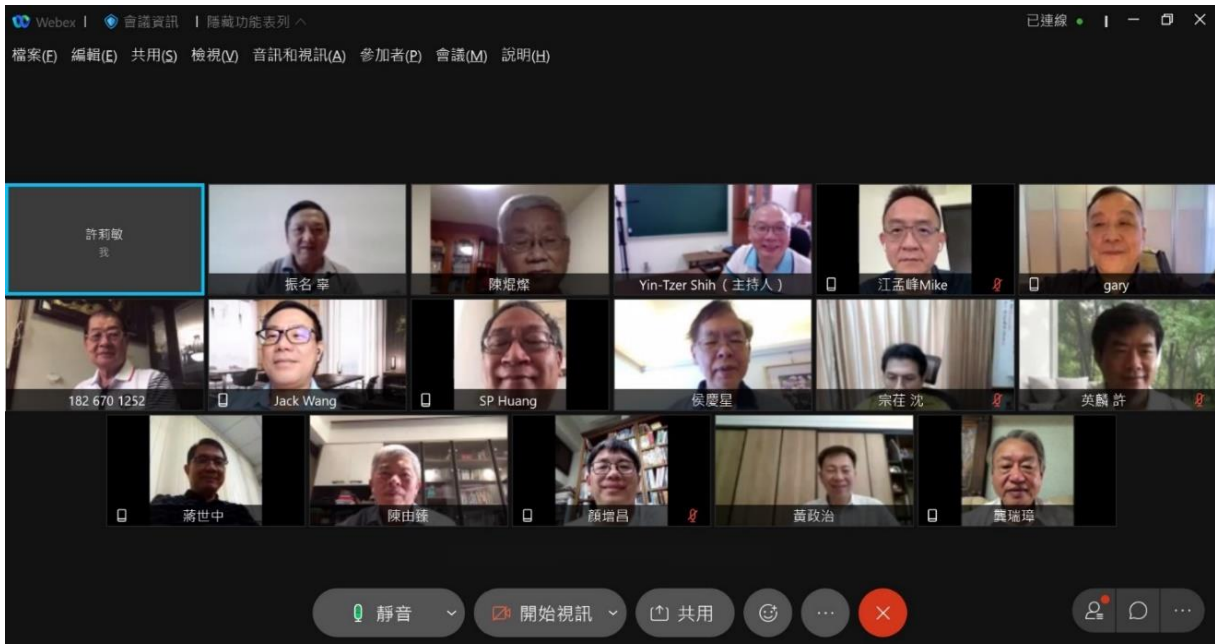 Webex | 會議資訊 | 隱藏功能表列
已連線
檔案(F) 編輯(E) 共用(S) 檢視(V) 音訊和視訊(A) 參加者(P) 會議(M) 說明(H)
許莉敏
我
振名 辜
陳焜燦
Yin-Tzer Shih（主持人）
江孟峰Mike
gary
182 670 1252
Jack Wang
SP Huang
侯慶星
宗荏 沈
英麟 許
蔣世中
陳由臻
顏增昌
黃政治
龔瑞璋
靜音
開始視訊
共用